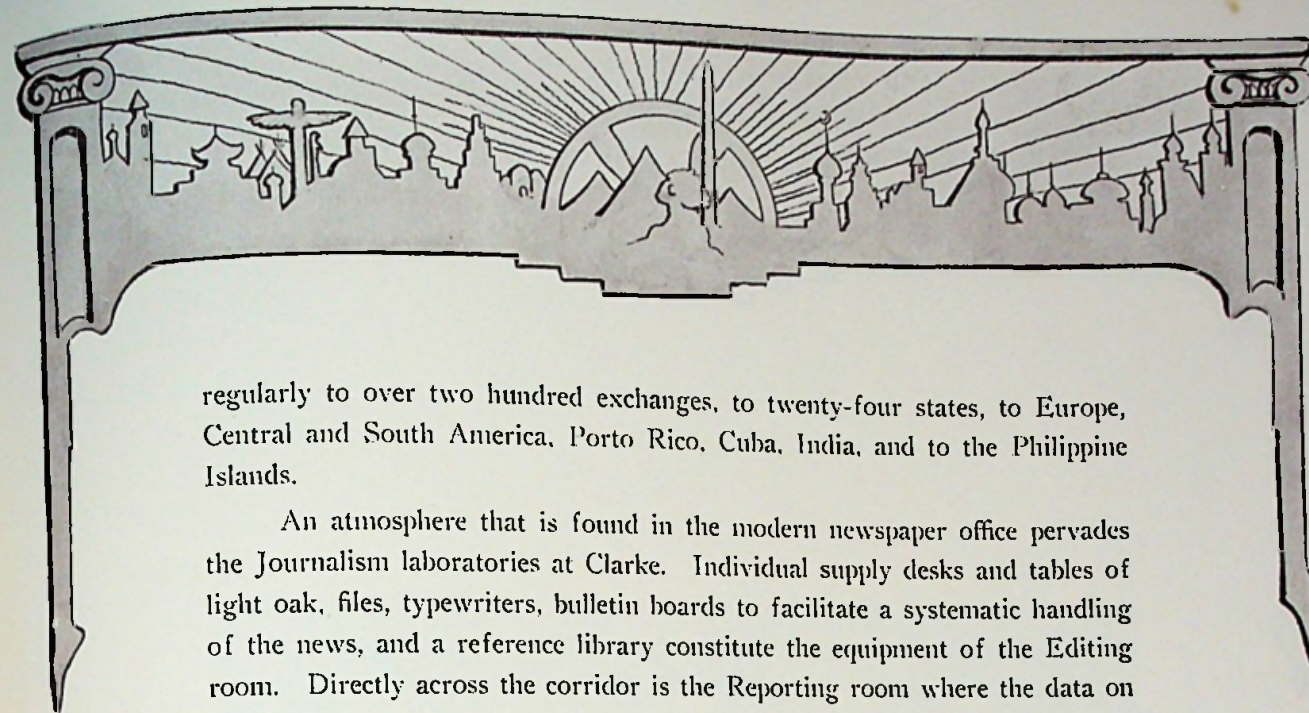 regularly to over two hundred exchanges, to twenty-four states, to Europe,
Central and South America, Porto Rico, Cuba, India, and to the Philippine
Islands.
An atmosphere that is found in the modern newspaper office pervades
the Journalism laboratories at Clarke. Individual supply desks and tables of
light oak, files, typewriters, bulletin boards to facilitate a systematic handling
of the news, and a reference library constitute the equipment of the Editing
room. Directly across the corridor is the Reporting room where the data on